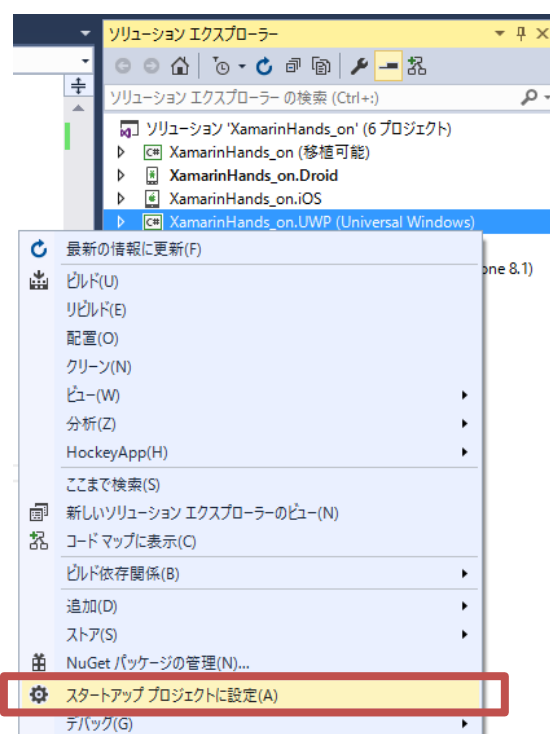 ソリューション エクスプローラー
ソリューション エクスプローラー の検索 (Ctrl+:)
ソリューション 'XamarinHands_on' (6 プロジェクト)
C# XamarinHands_on (移植可能)
XamarinHands_on.Droid
XamarinHands_on.iOS
C# XamarinHands_on.UWP (Universal Windows)
one 8.1)
最新の情報に更新(F)
ビルド(U)
リビルド(E)
配置(O)
クリーン(N)
ビュー(W)
分析(Z)
HockeyApp(H)
ここまで検索(S)
新しいソリューション エクスプローラーのビュー(N)
コード マップに表示(C)
ビルド依存関係(B)
追加(D)
ストア(S)
NuGet パッケージの管理(N)...
スタートアップ プロジェクトに設定(A)
デバッグ(G)